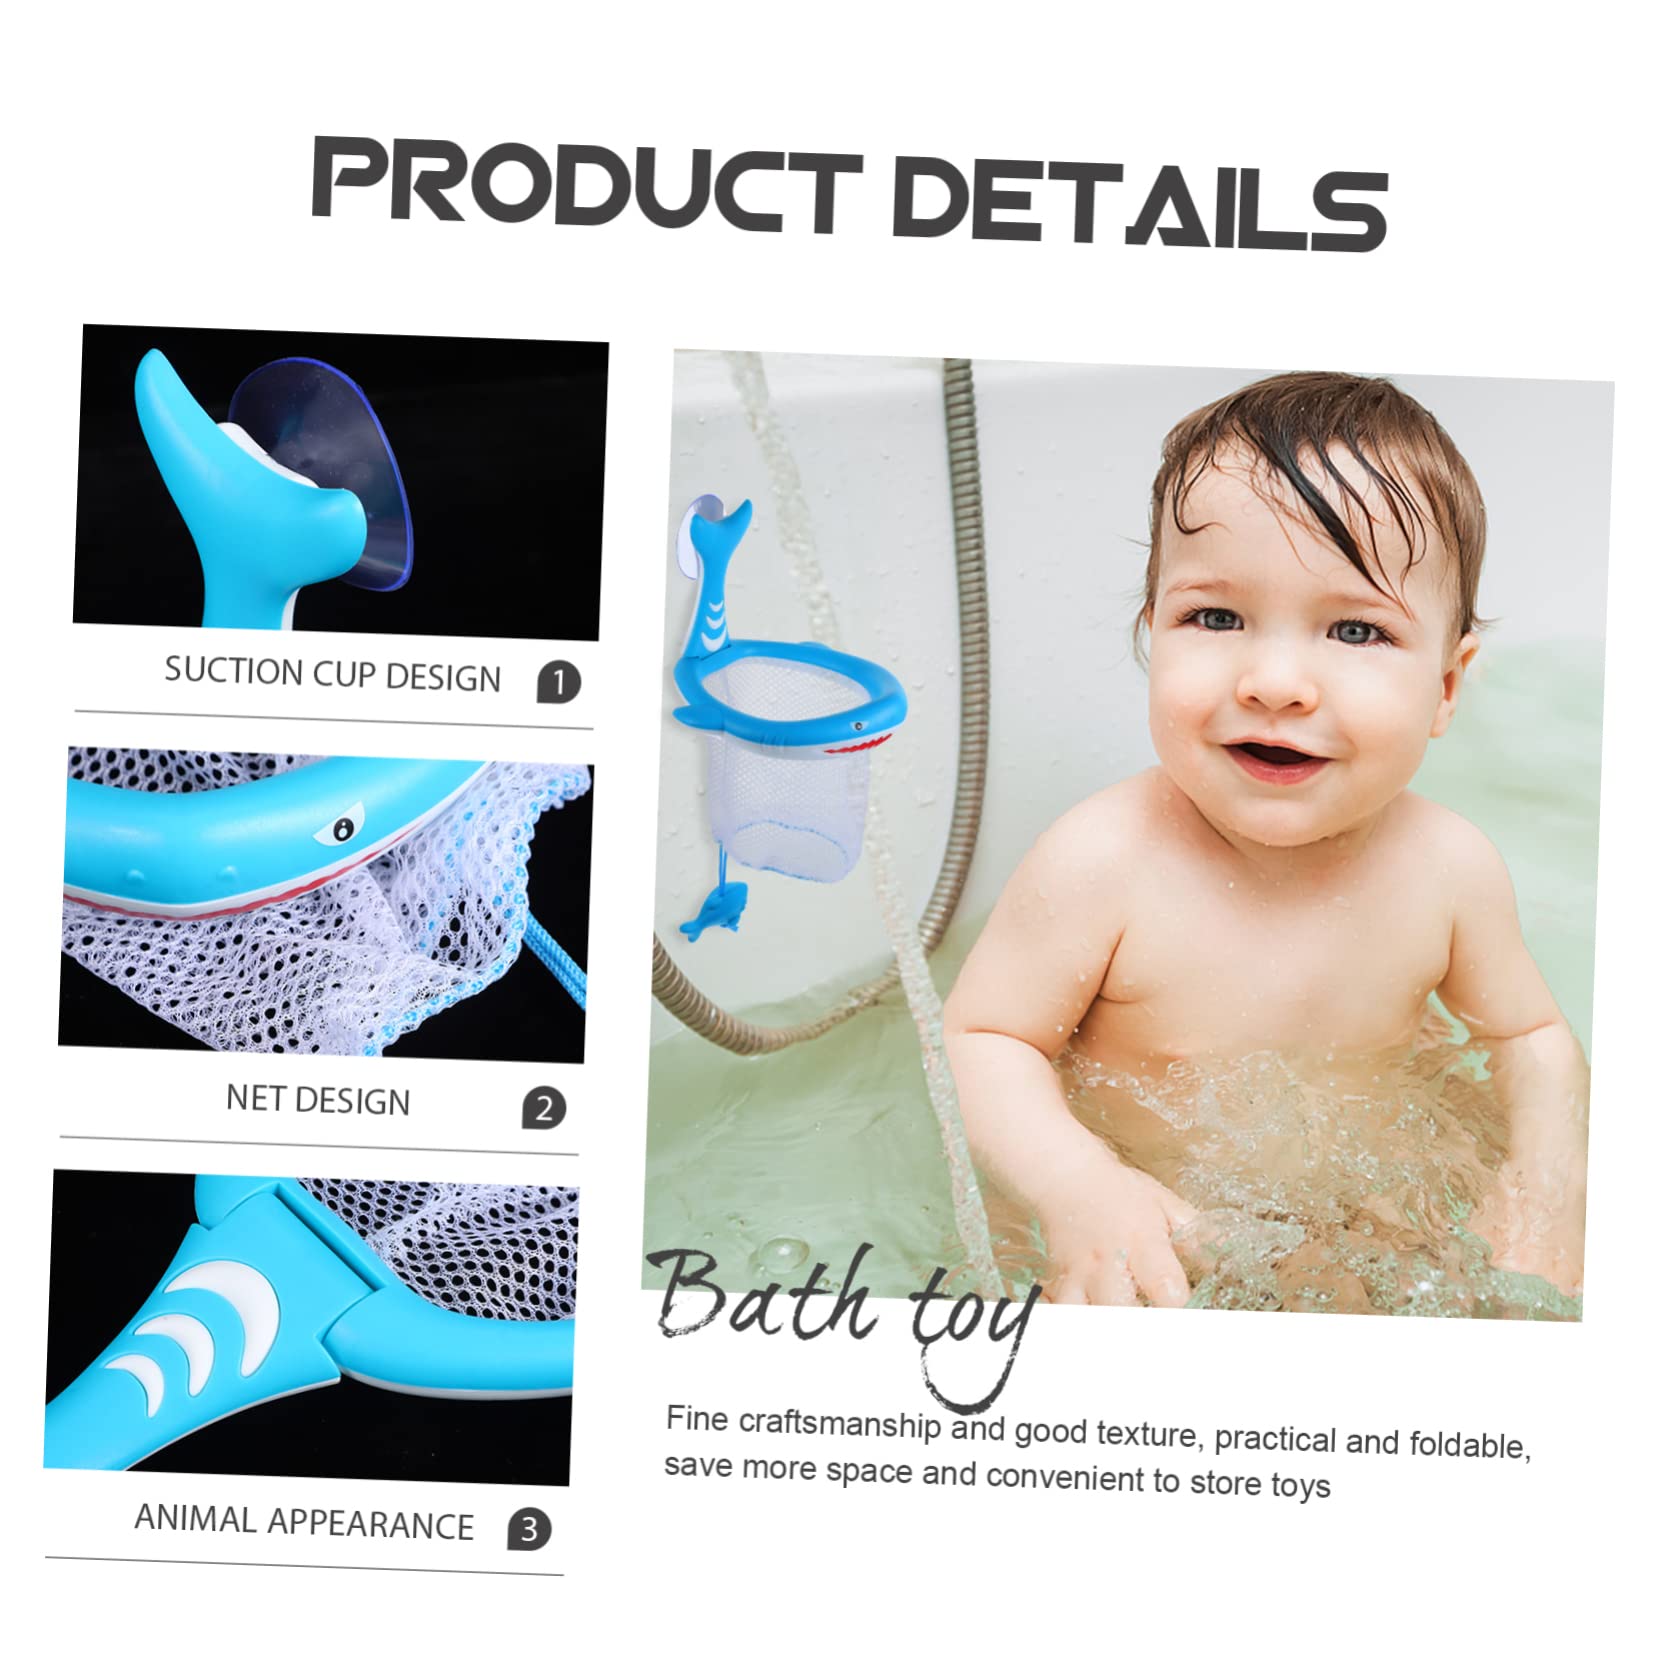 PRODUCT DETAILS
SUCTION CUP DESIGN 1
NET DESIGN 2
ANIMAL APPEARANCE 3
Bath toy
Fine craftsmanship and good texture, practical and foldable,
save more space and convenient to store toys